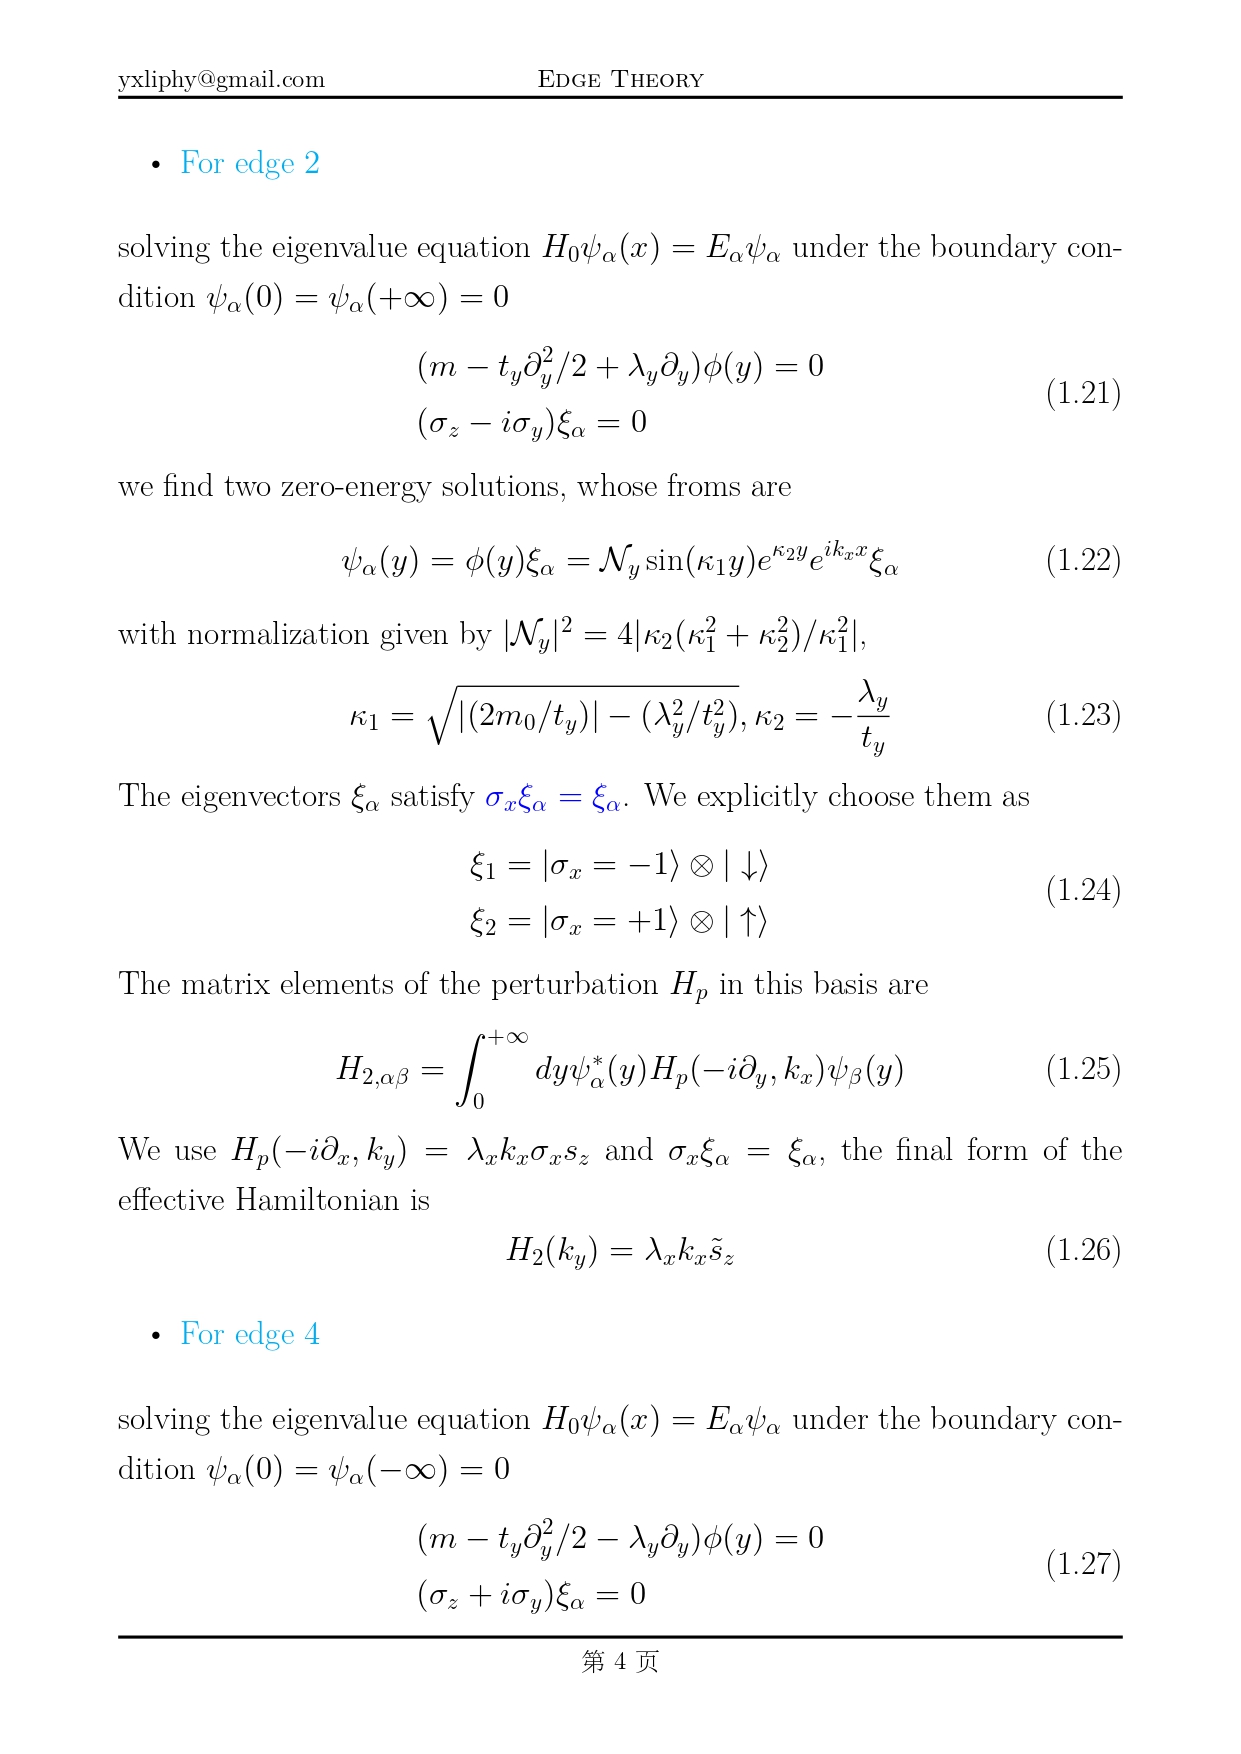 yxliphy@gmail.com EDGE THEORY
• For edge 2
solving the eigenvalue equation $H_0\psi_\alpha(x) = E_\alpha\psi_\alpha$ under the boundary con-
dition $\psi_\alpha(0) = \psi_\alpha(+\infty) = 0$
$(m - t_y\partial_y^2/2 + \lambda_y\partial_y)\phi(y) = 0$
$(\sigma_z - i\sigma_y)\xi_\alpha = 0$ (1.21)
we find two zero-energy solutions, whose froms are
$\psi_\alpha(y) = \phi(y)\xi_\alpha = \mathcal{N}_y \sin(\kappa_1 y)e^{\kappa_2 y}e^{ik_x x}\xi_\alpha$ (1.22)
with normalization given by $|\mathcal{N}_y|^2 = 4|\kappa_2(\kappa_1^2 + \kappa_2^2)/\kappa_1^2|$,
$\kappa_1 = \sqrt{|(2m_0/t_y)| - (\lambda_y^2/t_y^2)}, \kappa_2 = -\frac{\lambda_y}{t_y}$ (1.23)
The eigenvectors $\xi_\alpha$ satisfy $\sigma_x\xi_\alpha = \xi_\alpha$. We explicitly choose them as
$\xi_1 = |\sigma_x = -1\rangle \otimes |\downarrow\rangle$
$\xi_2 = |\sigma_x = +1\rangle \otimes |\uparrow\rangle$ (1.24)
The matrix elements of the perturbation $H_p$ in this basis are
$H_{2,\alpha\beta} = \int_0^{+\infty} dy\psi_\alpha^*(y)H_p(-i\partial_y, k_x)\psi_\beta(y)$ (1.25)
We use $H_p(-i\partial_x, k_y) = \lambda_x k_x\sigma_x s_z$ and $\sigma_x\xi_\alpha = \xi_\alpha$, the final form of the
effective Hamiltonian is
$H_2(k_y) = \lambda_x k_x\tilde{s}_z$ (1.26)
• For edge 4
solving the eigenvalue equation $H_0\psi_\alpha(x) = E_\alpha\psi_\alpha$ under the boundary con-
dition $\psi_\alpha(0) = \psi_\alpha(-\infty) = 0$
$(m - t_y\partial_y^2/2 - \lambda_y\partial_y)\phi(y) = 0$
$(\sigma_z + i\sigma_y)\xi_\alpha = 0$ (1.27)
第 4 页